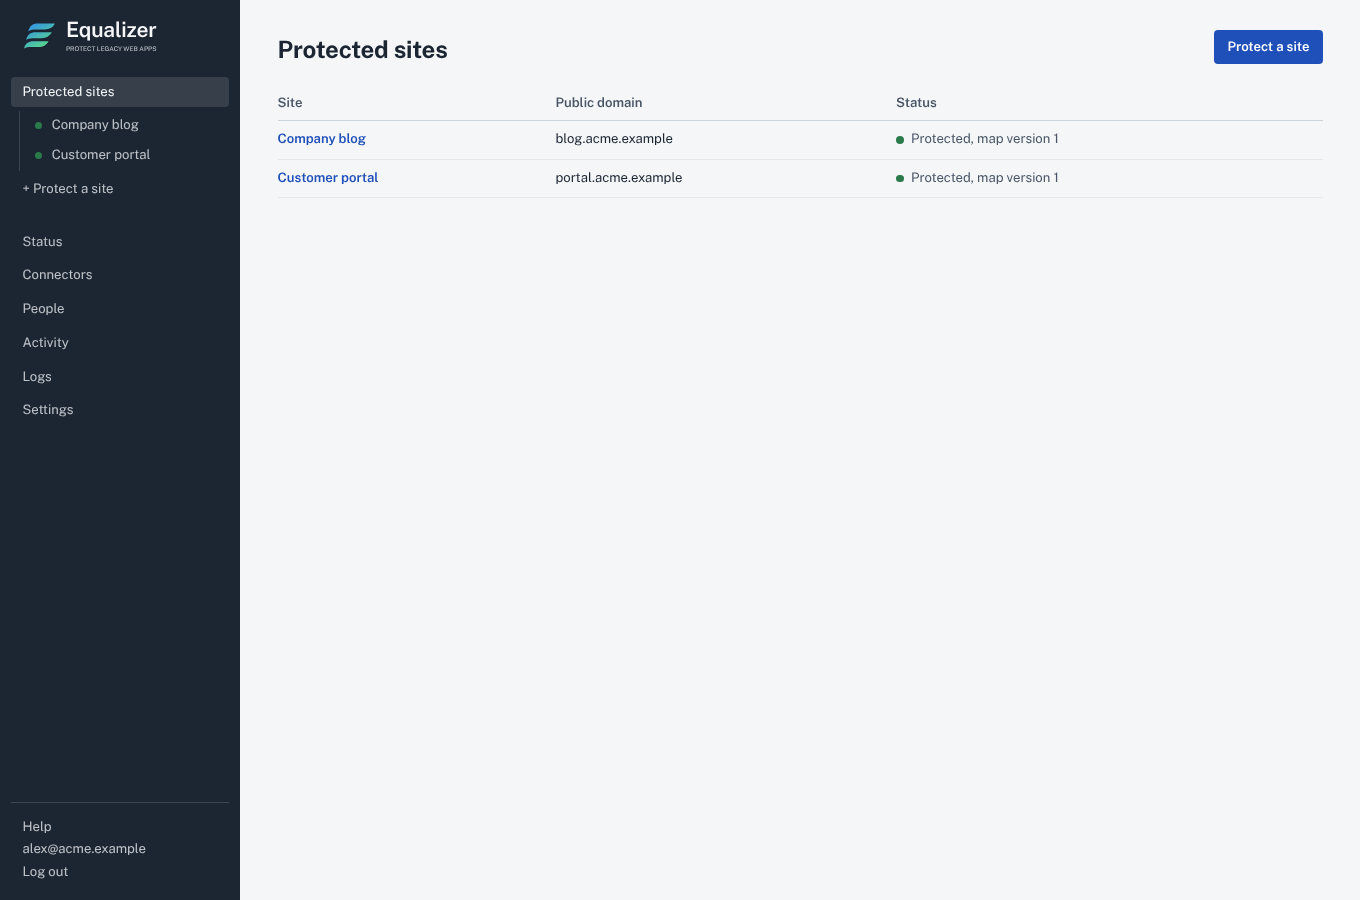 Equalizer
PROTECT LEGACY WEB APPS
Protected sites
Company blog
Customer portal
+ Protect a site
Status
Connectors
People
Activity
Logs
Settings
Help
alex@acme.example
Log out
Protected sites
Protect a site
Site Public domain Status
Company blog blog.acme.example Protected, map version 1
Customer portal portal.acme.example Protected, map version 1